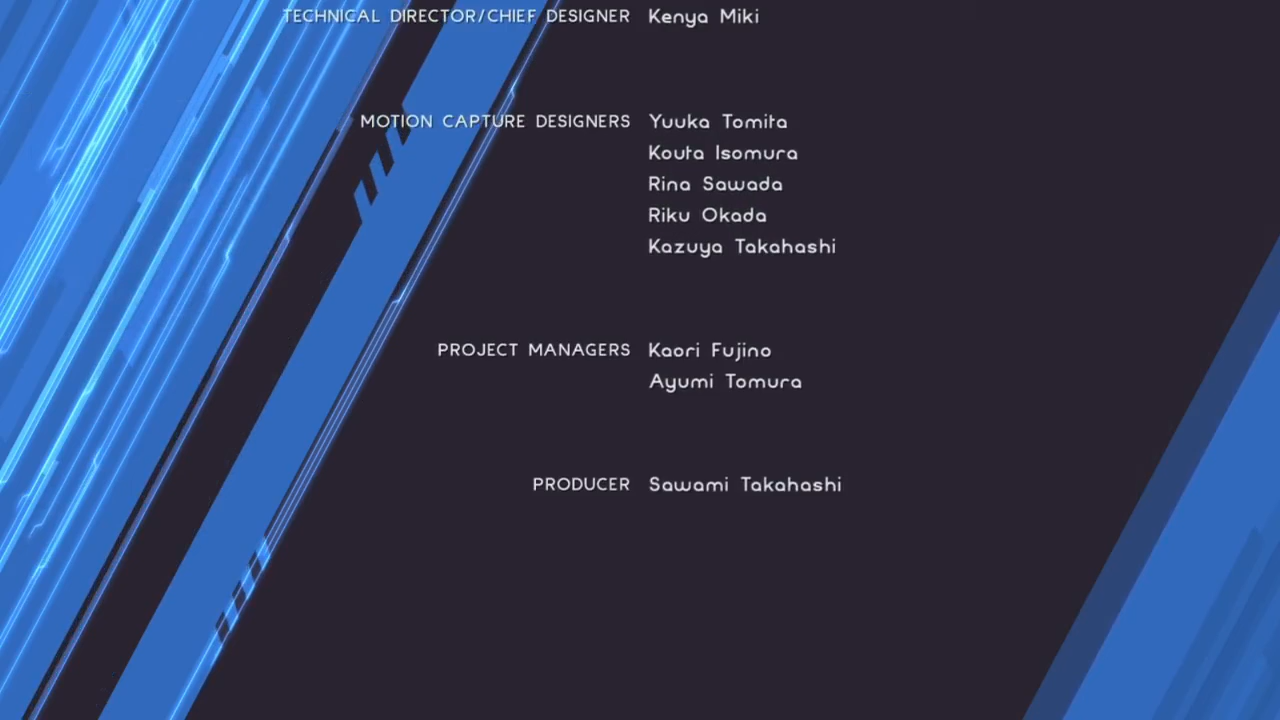 TECHNICAL DIRECTOR/CHIEF DESIGNER Kenya Miki
MOTION CAPTURE DESIGNERS Yuuka Tomita
Kouta Isomura
Rina Sawada
Riku Okada
Kazuya Takahashi
PROJECT MANAGERS Kaori Fujino
Ayumi Tomura
PRODUCER Sawami Takahashi